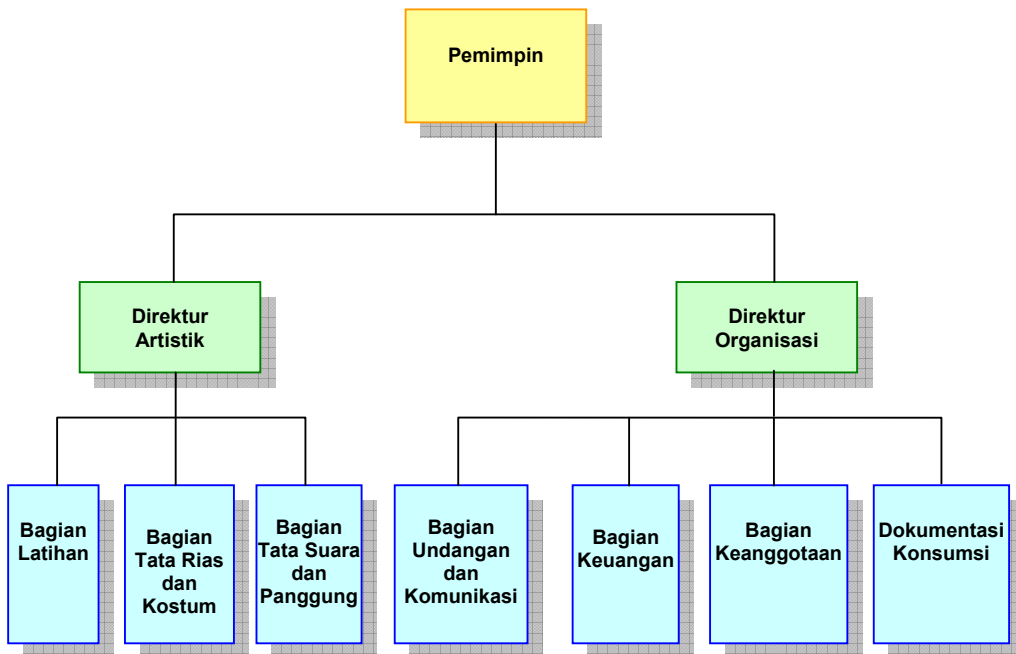 Pemimpin
Direktur
Artistik
Direktur
Organisasi
Bagian
Latihan
Bagian
Tata Rias
dan
Kostum
Bagian
Tata Suara
dan
Panggung
Bagian
Undangan
dan
Komunikasi
Bagian
Keuangan
Bagian
Keanggotaan
Dokumentasi
Konsumsi